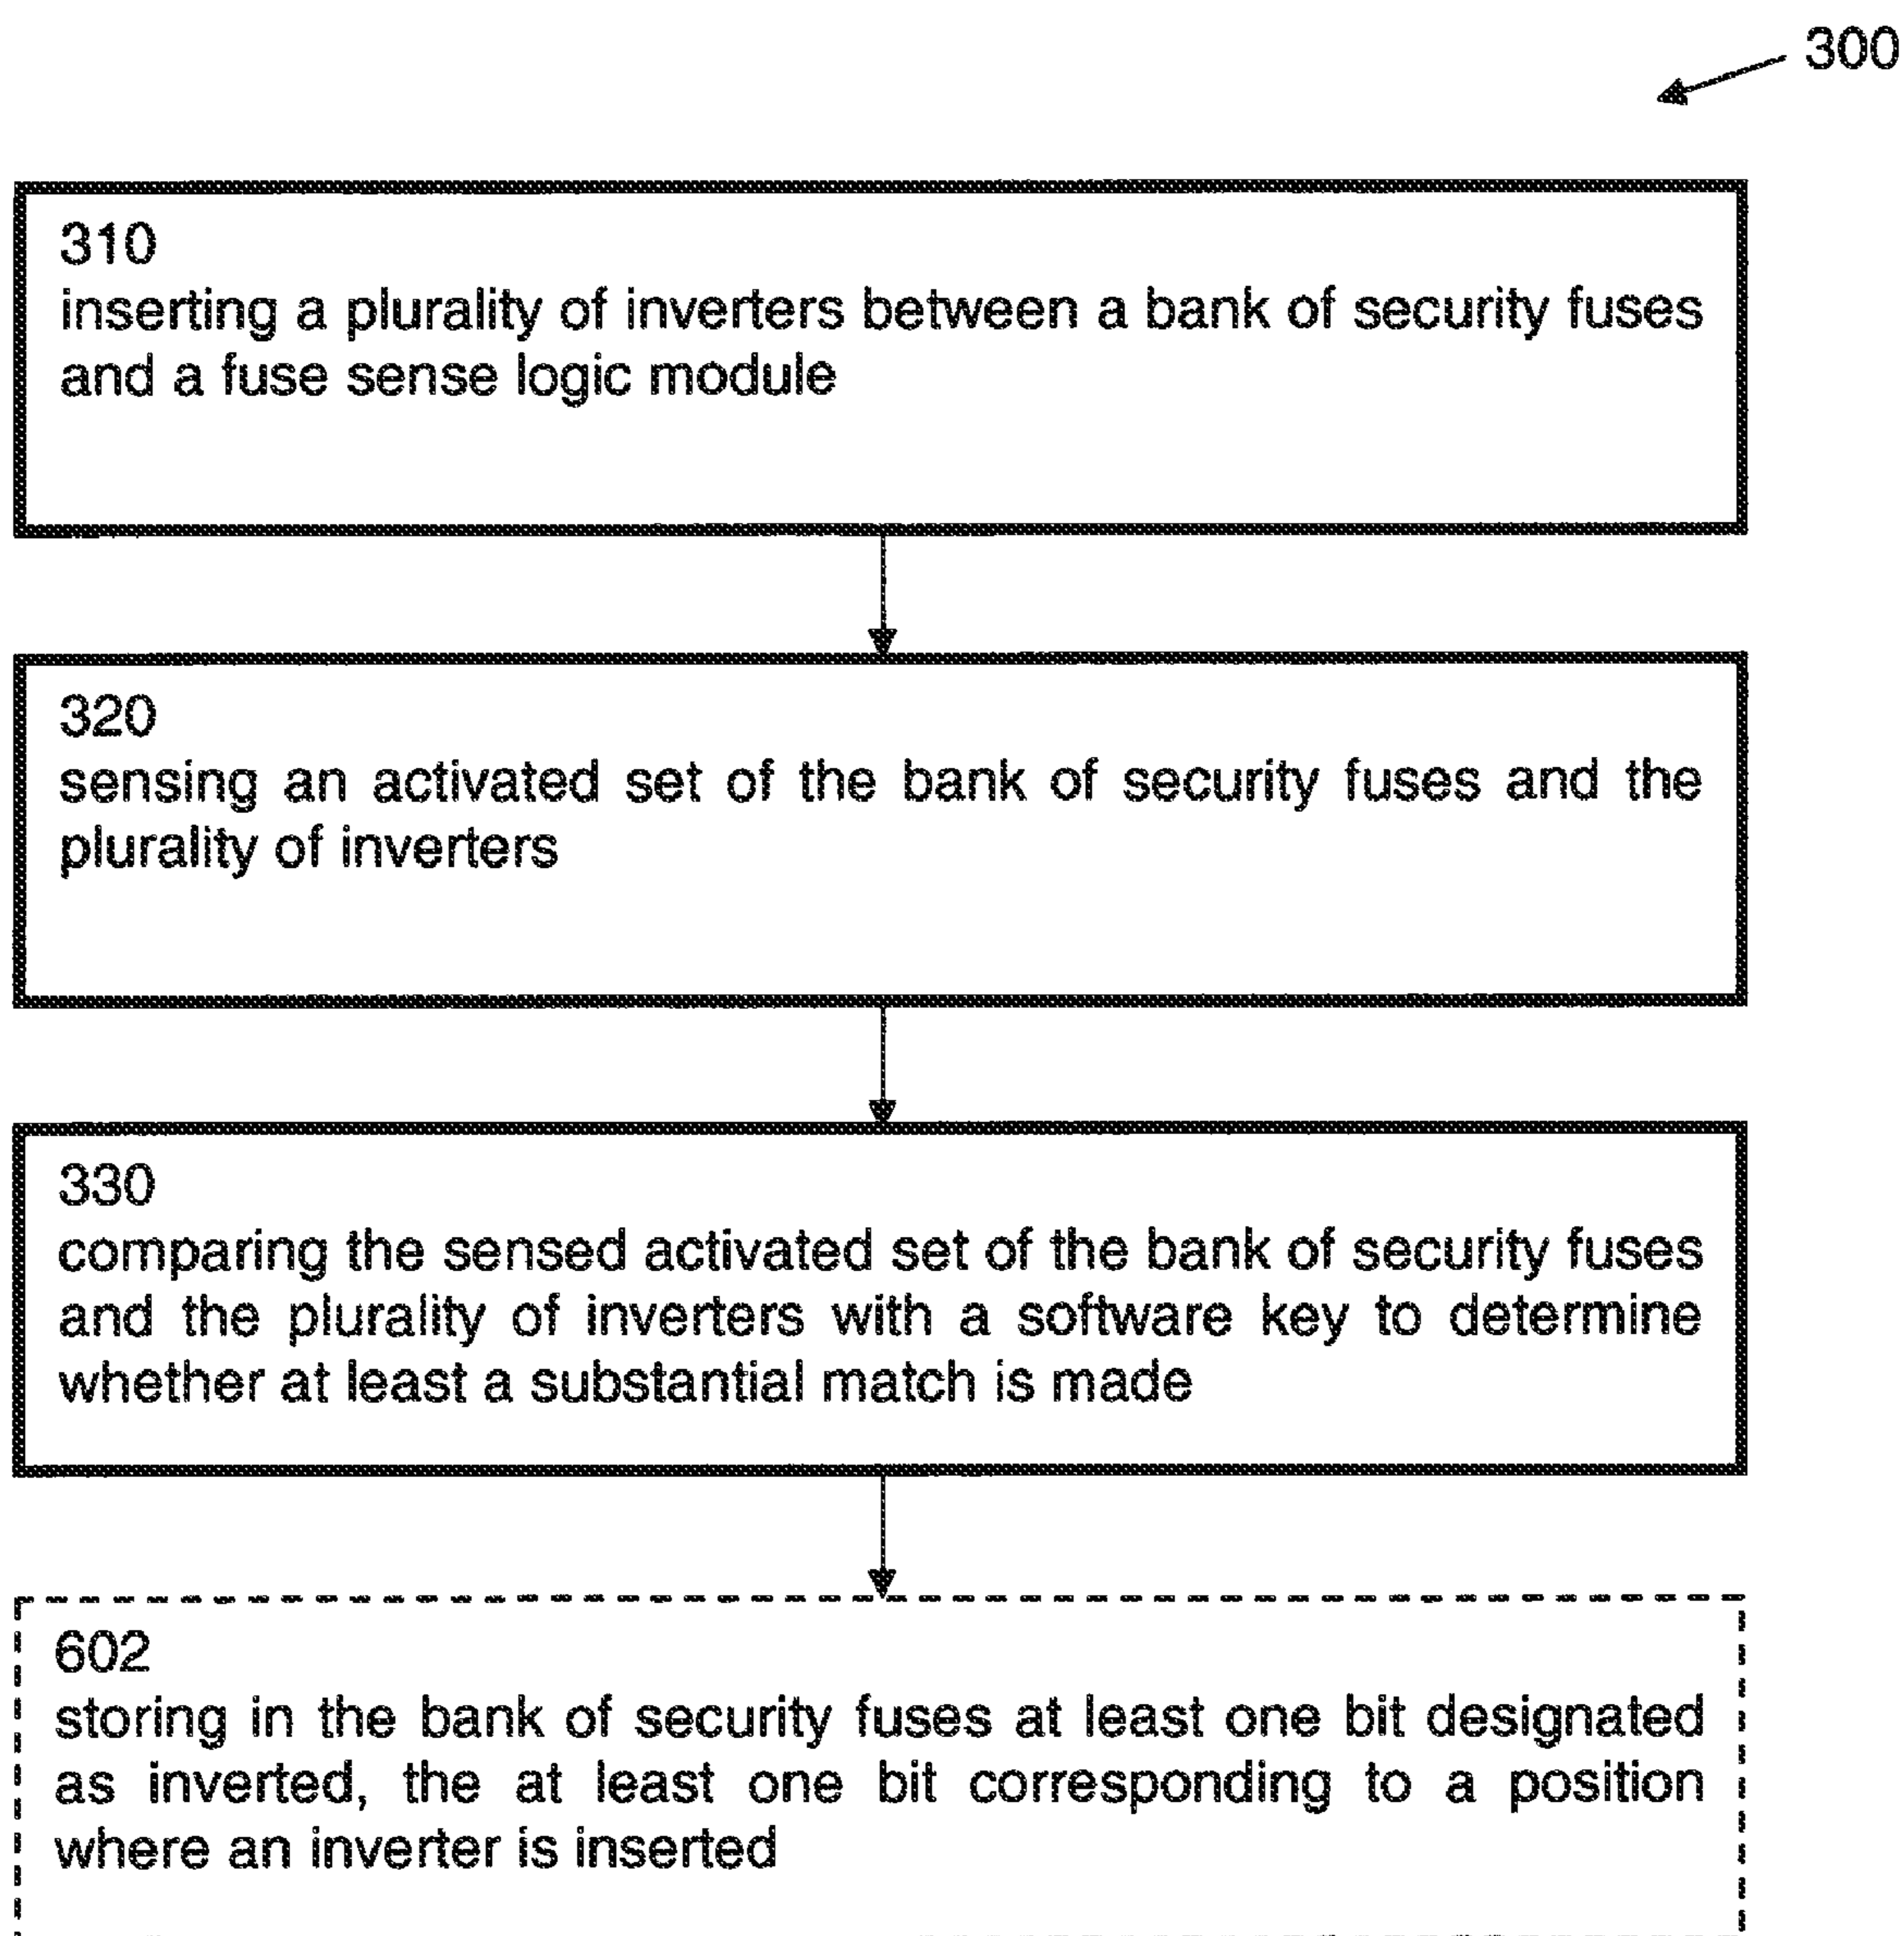 300
310
inserting a plurality of inverters between a bank of security fuses
and a fuse sense logic module
320
sensing an activated set of the bank of security fuses and the
plurality of inverters
330
comparing the sensed activated set of the bank of security fuses
and the plurality of inverters with a software key to determine
whether at least a substantial match is made
602
storing in the bank of security fuses at least one bit designated
as inverted, the at least one bit corresponding to a position
where an inverter is inserted